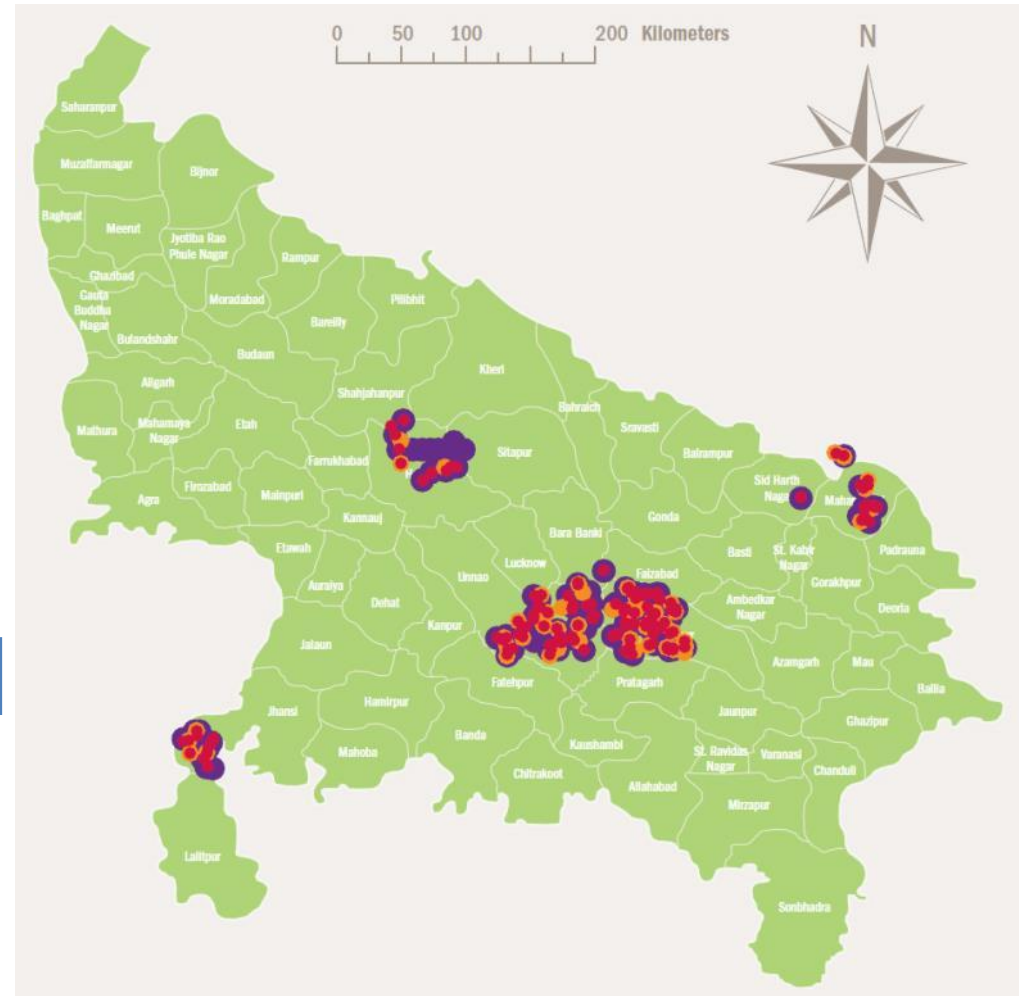 0 50 100 200 Kilometers
N
Saharanpur
Muzaffarnagar
Bijnor
Baghpat
Meerut
Jyotiba Rao
Phule Nagar
Rampur
Ghazibad
Gauta
Buddha
Nagar
Moradabad
Pilibhit
Bulandshahr
Bareilly
Budaun
Kheri
Aligarh
Shahjahanpur
Bahraich
Mathura
Mahamaya
Nagar
Etah
Sravasti
Balrampur
Farrukhabad
Sitapur
Sid Harth
Nagar
Agra
Firozabad
Mainpuri
Kannauj
Gonda
Padrauna
Etawah
Bara Banki
Basti
St. Kabir
Nagar
Lucknow
Unnao
Faizabad
Gorakhpur
Auraiya
Dehat
Ambedkar
Nagar
Deoria
Kanpur
Jalaun
Azamgarh
Mau
Fatehpur
Pratagarh
Ballia
Jhansi
Hamirpur
Jaunpur
Ghazipur
Banda
Kaushambi
Mahoba
St. Ravidas
Nagar
Varanasi
Chitrakoot
Chanduli
Allahabad
Mirzapur
Lalitpur
Sonbhadra